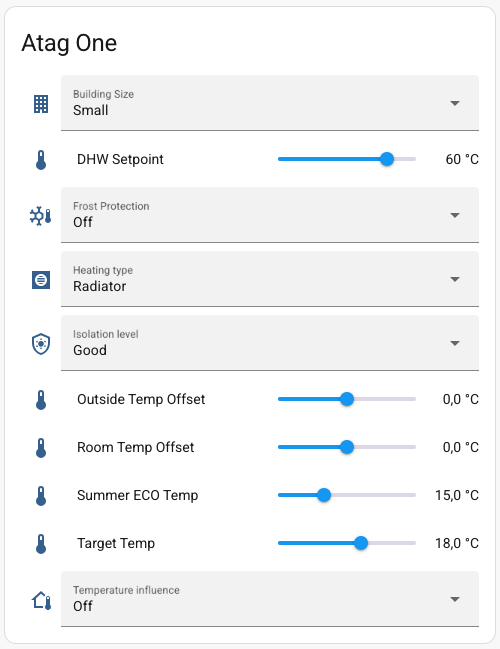 Atag One
Building Size
Small
DHW Setpoint 60 °C
Frost Protection
Off
Heating type
Radiator
Isolation level
Good
Outside Temp Offset 0,0 °C
Room Temp Offset 0,0 °C
Summer ECO Temp 15,0 °C
Target Temp 18,0 °C
Temperature influence
Off